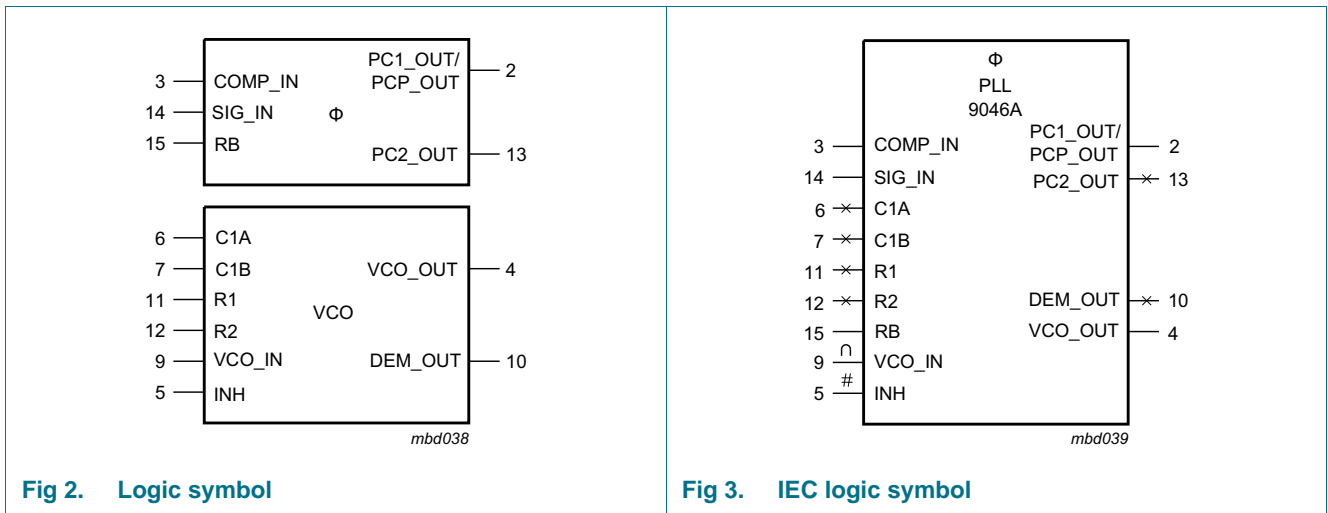 PC1_OUT/
3 COMP_IN PCP_OUT 2
14 SIG_IN Φ
15 RB
PC2_OUT 13
6 C1A
7 C1B VCO_OUT 4
11 R1
VCO
12 R2
9 VCO_IN DEM_OUT 10
5 INH
mbd038
Fig 2. Logic symbol
Φ
PLL
9046A
PC1_OUT/
3 COMP_IN PCP_OUT 2
14 SIG_IN PC2_OUT 13
6 C1A
7 C1B
11 R1
12 R2 DEM_OUT 10
15 RB VCO_OUT 4
9 ∩ VCO_IN
5 # INH
mbd039
Fig 3. IEC logic symbol